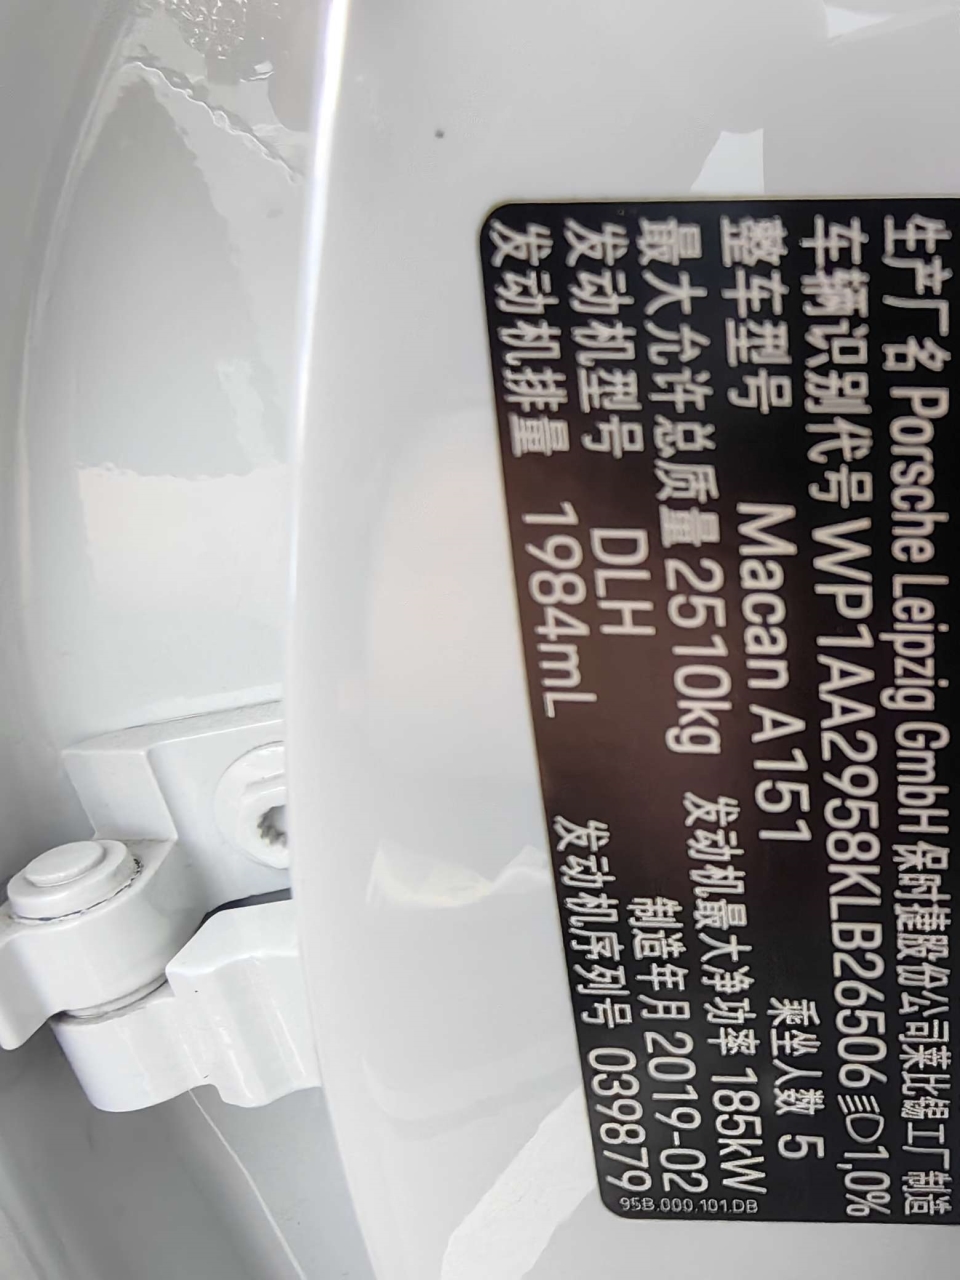 生产厂名 Porsche Leipzig GmbH 保时捷股份公司莱比锡工厂 制造
车辆识别代号 WP1AA2958KLB26506 1,0%
整车型号 Macan A151 乘坐人数 5
最大允许总质量 2510kg 发动机最大净功率 185kW
发动机型号 DLH 制造年月 2019-02
发动机排量 1984mL 发动机序列号 039879
95B.000.101.DB